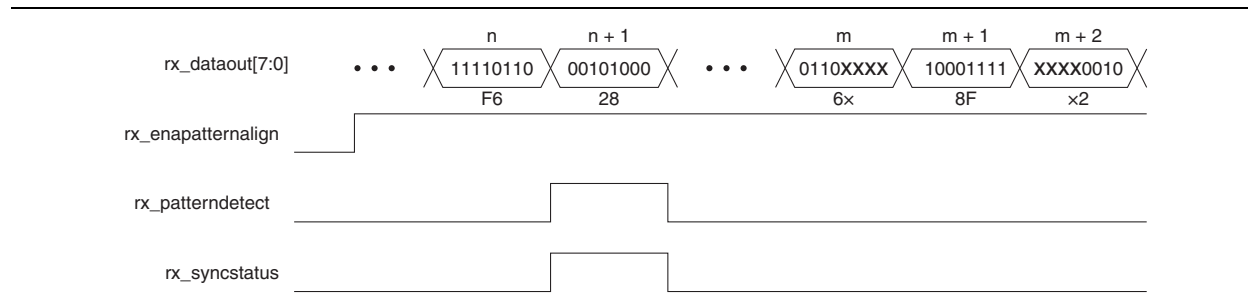 n n + 1 m m + 1 m + 2
rx_dataout[7:0] • • • 11110110 00101000 • • • 0110XXXX 10001111 XXXX0010
F6 28 6× 8F ×2
rx_enapatternalign
rx_patterndetect
rx_syncstatus